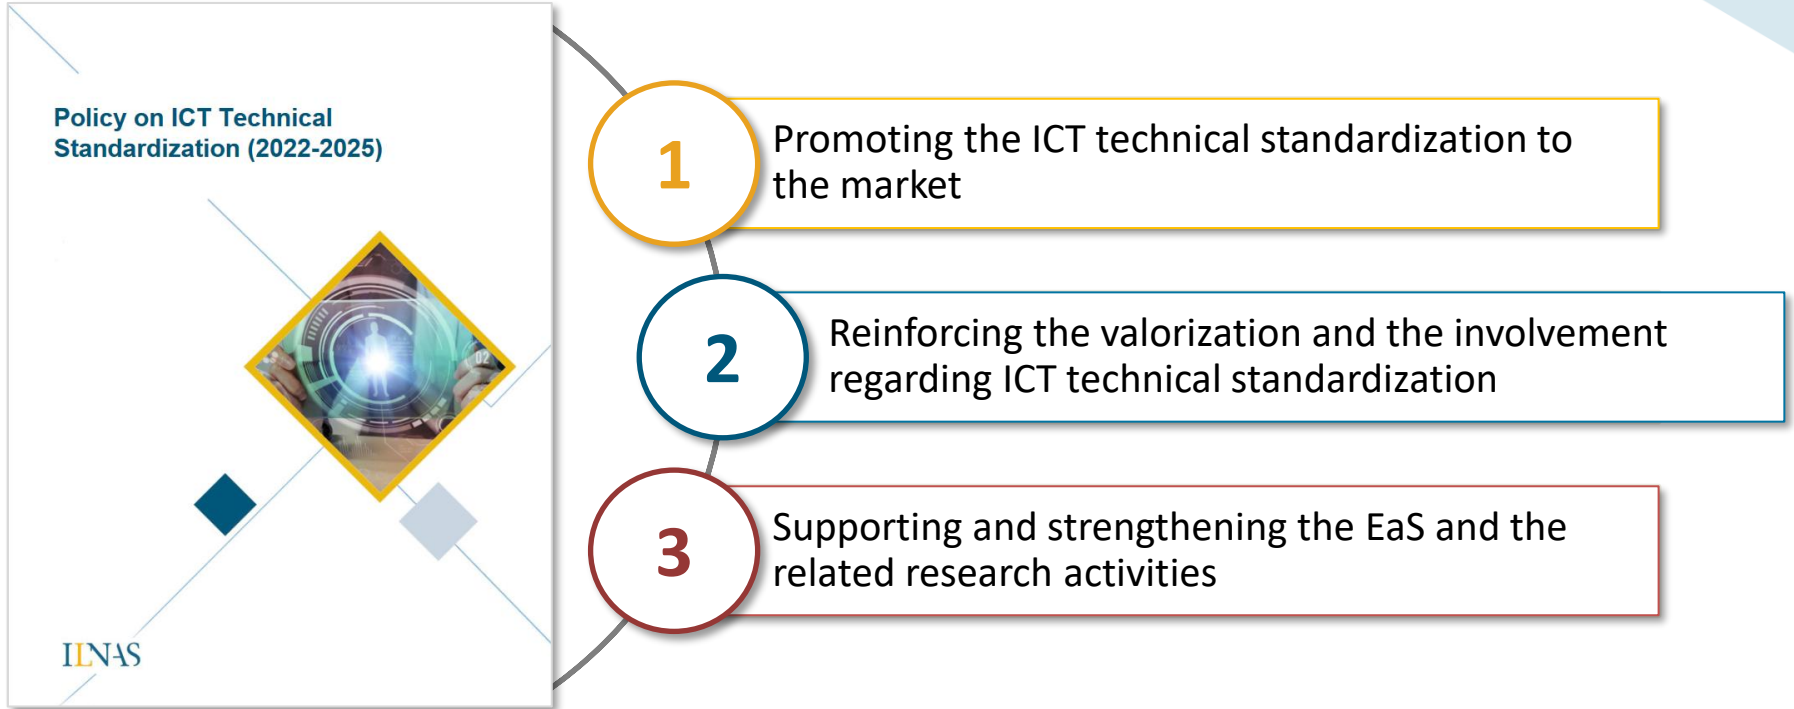 Policy on ICT Technical
Standardization (2022-2025)
02
ILNAS
1
Promoting the ICT technical standardization to
the market
2
Reinforcing the valorization and the involvement
regarding ICT technical standardization
3
Supporting and strengthening the EaS and the
related research activities